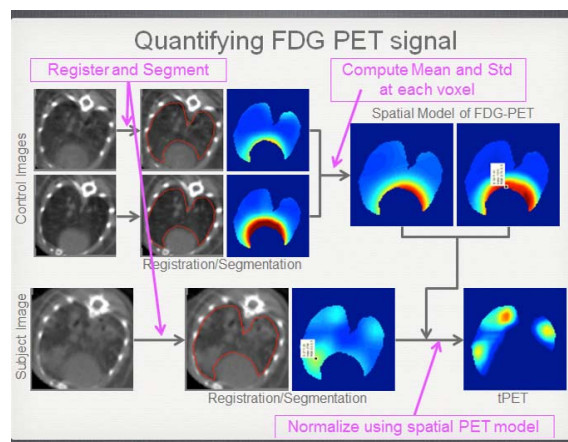 Quantifying FDG PET signal
Register and Segment
Compute Mean and Std
at each voxel
Spatial Model of FDG-PET
Control Images
Registration/Segmentation
Subject Image
Registration/Segmentation
tPET
Normalize using spatial PET model